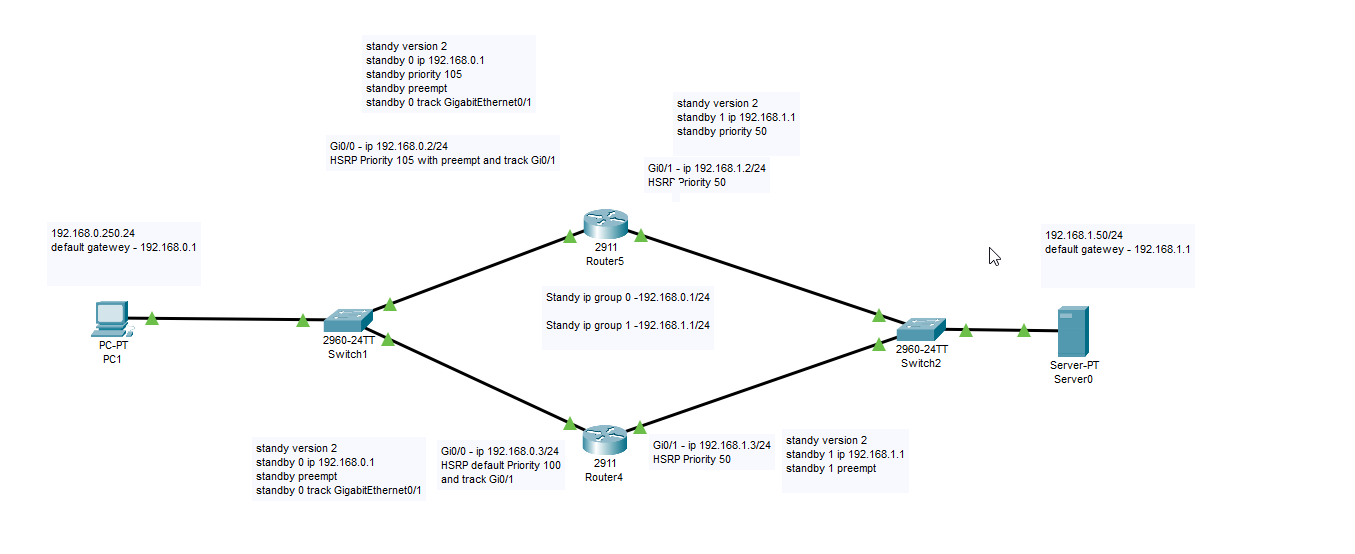 standy version 2
standby 0 ip 192.168.0.1
standby priority 105
standby preempt
standby 0 track GigabitEthernet0/1
Gi0/0 - ip 192.168.0.2/24
HSRP Priority 105 with preempt and track Gi0/1
standy version 2
standby 1 ip 192.168.1.1
standby priority 50
Gi0/1 - ip 192.168.1.2/24
HSRP Priority 50
192.168.0.250.24
default gatewey - 192.168.0.1
192.168.1.50/24
default gatewey - 192.168.1.1
2911
Router5
Standy ip group 0 -192.168.0.1/24
Standy ip group 1 -192.168.1.1/24
PC-PT
PC1
2960-24TT
Switch1
2960-24TT
Switch2
Server-PT
Server0
standy version 2
standby 0 ip 192.168.0.1
standby preempt
standby 0 track GigabitEthernet0/1
Gi0/0 - ip 192.168.0.3/24
HSRP default Priority 100
and track Gi0/1
2911
Router4
Gi0/1 - ip 192.168.1.3/24
HSRP Priority 50
standy version 2
standby 1 ip 192.168.1.1
standby 1 preempt